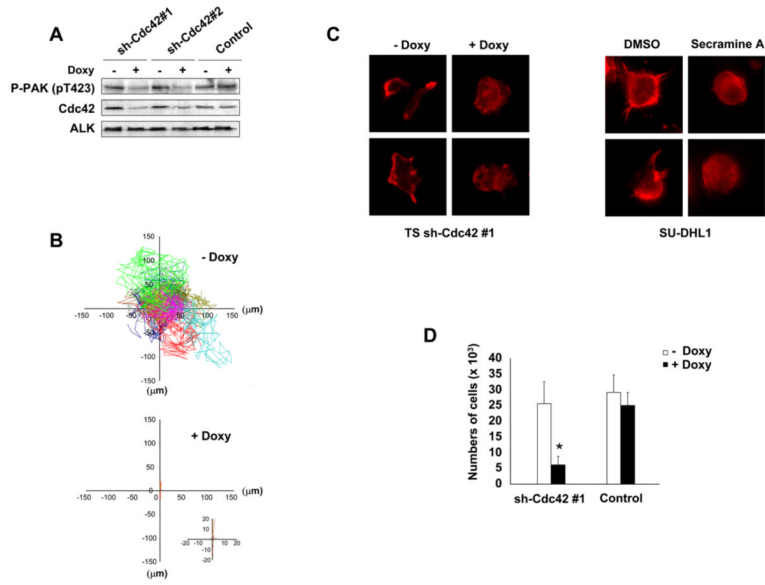 A
sh-Cdc42#1
sh-Cdc42#2
Control
Doxy - + - + - +
P-PAK (pT423)
Cdc42
ALK
B
150
100
50
0
-50
-100
-150
-150 -100 -50 50 100 150
- Doxy
(μm)
(μm)
150
100
50
0
-50
-100
-150
-150 -100 -50 0 50 100 150
+ Doxy
(μm)
(μm)
20
10
0
-10
-20
-20 -10 10 20
C
- Doxy + Doxy
TS sh-Cdc42 #1
DMSO Secramine A
SU-DHL1
D
Numbers of cells (x 10³)
40
35
30
25
20
15
10
5
0
*
sh-Cdc42 #1 Control
- Doxy
+ Doxy